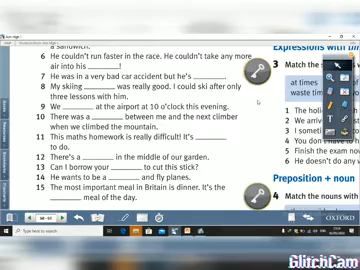 a sandwich.
6 He couldn't run faster in the race. He couldn't take any more
air into his ________!
7 He was in a very bad car accident but he's ________.
8 My skiing ________ was really good. I could ski after only
three lessons with him.
9 We ________ at the airport at 10 o'clock this evening.
10 There was a ________ between me and the next climber
when we climbed the mountain.
11 This maths homework is really difficult! It's ________
to do.
12 There's a ________ in the middle of our garden.
13 Can I borrow your ________ to cut this stick?
14 He wants to be a ________ and fly planes.
15 The most important meal in Britain is dinner. It's the
________ meal of the day.
Expressions with
3 Match the
at times
waste
1 The
2 We arri
3 I someti
4 You don't have to
5 Finish the exam
6 He doesn't do any
Preposition + noun
4 Match the nouns
OXFORD
Type here to search
GlitchCam